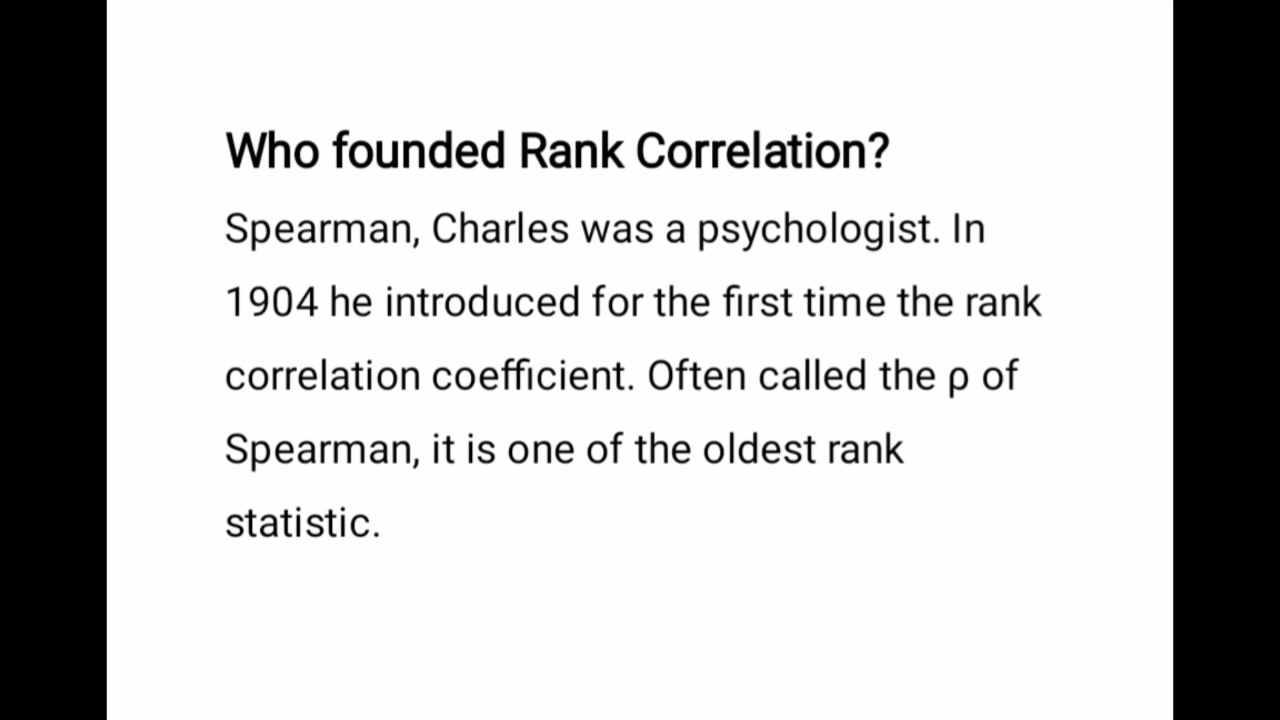 Who founded Rank Correlation?
Spearman, Charles was a psychologist. In
1904 he introduced for the first time the rank
correlation coefficient. Often called the ρ of
Spearman, it is one of the oldest rank
statistic.